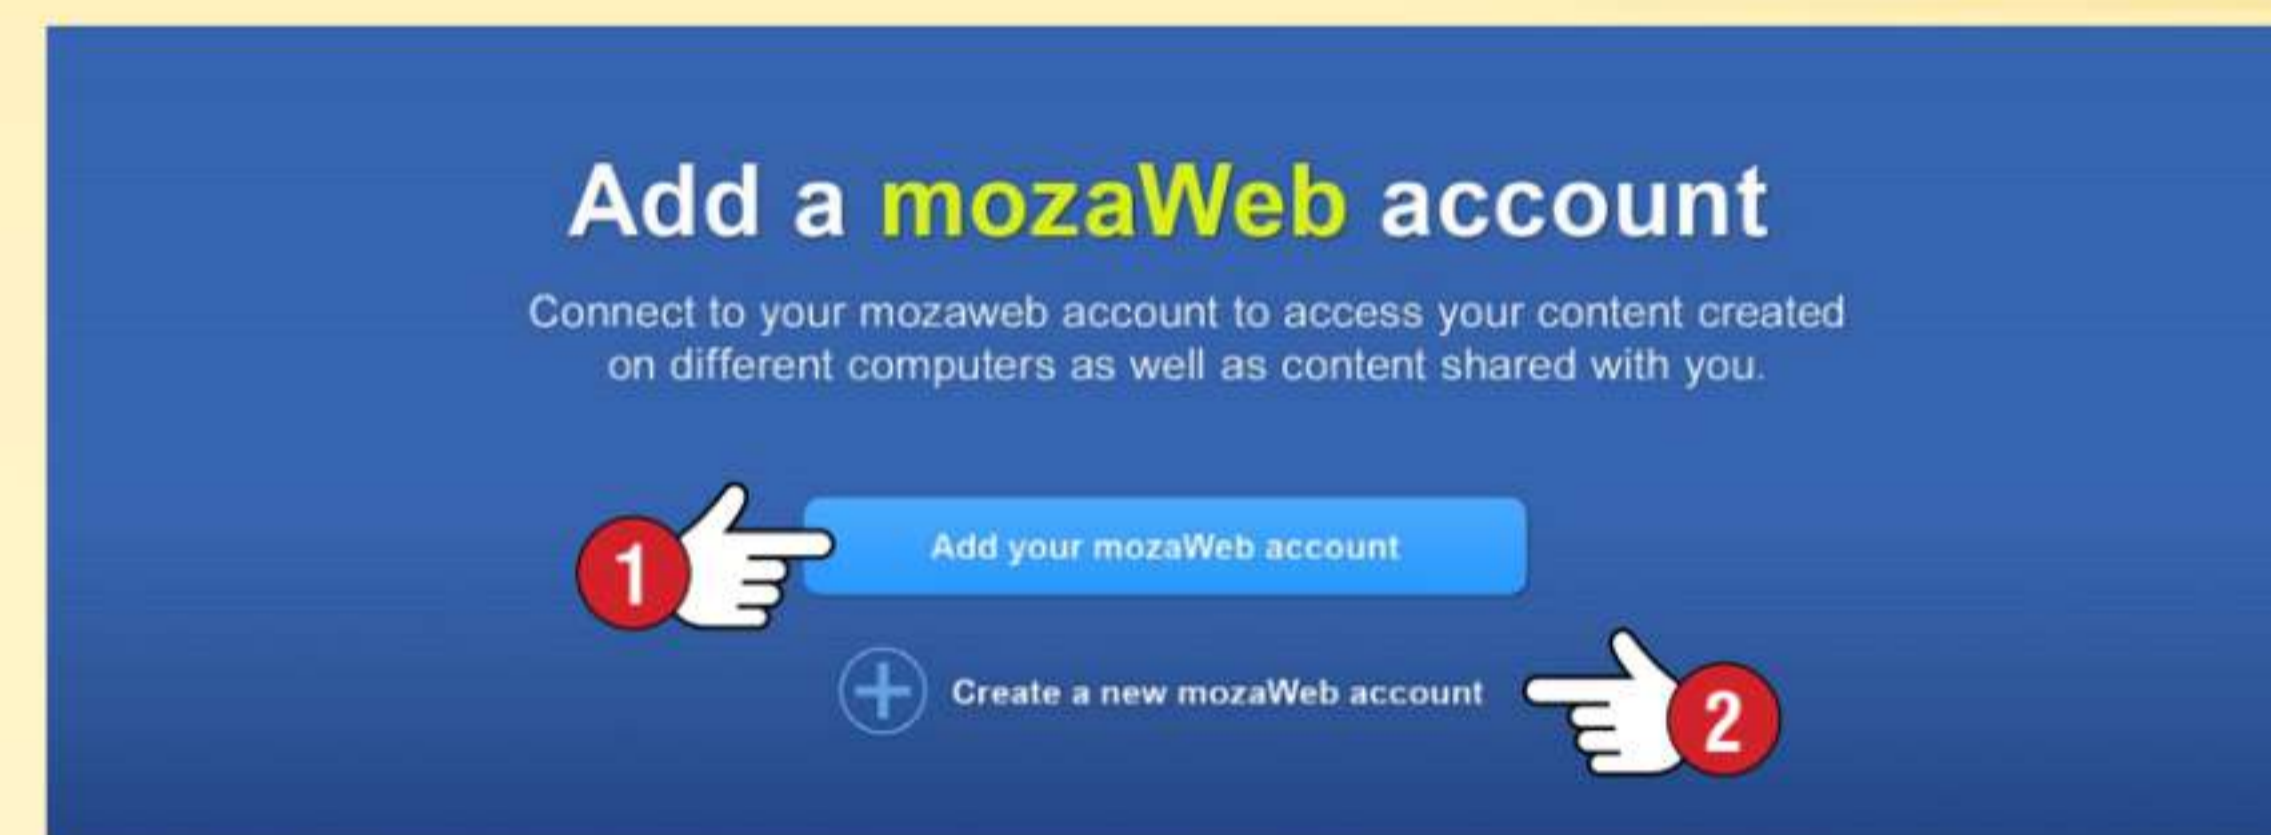 Add a mozaWeb account
Connect to your mozaweb account to access your content created
on different computers as well as content shared with you.
1
Add your mozaWeb account
Create a new mozaWeb account
2